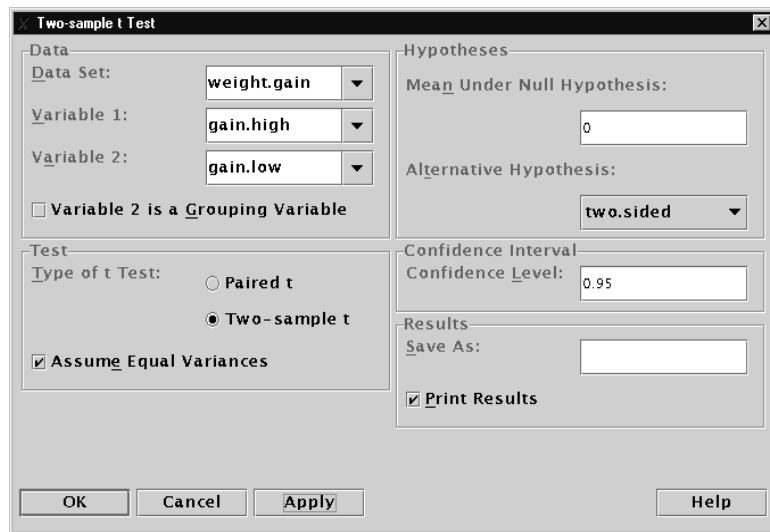 Two-sample t Test
Data
Data Set:
weight.gain
Variable 1:
gain.high
Variable 2:
gain.low
Variable 2 is a Grouping Variable
Test
Type of t Test:
Paired t
Two-sample t
Assume Equal Variances
Hypotheses
Mean Under Null Hypothesis:
0
Alternative Hypothesis:
two.sided
Confidence Interval
Confidence Level:
0.95
Results
Save As:
Print Results
OK
Cancel
Apply
Help